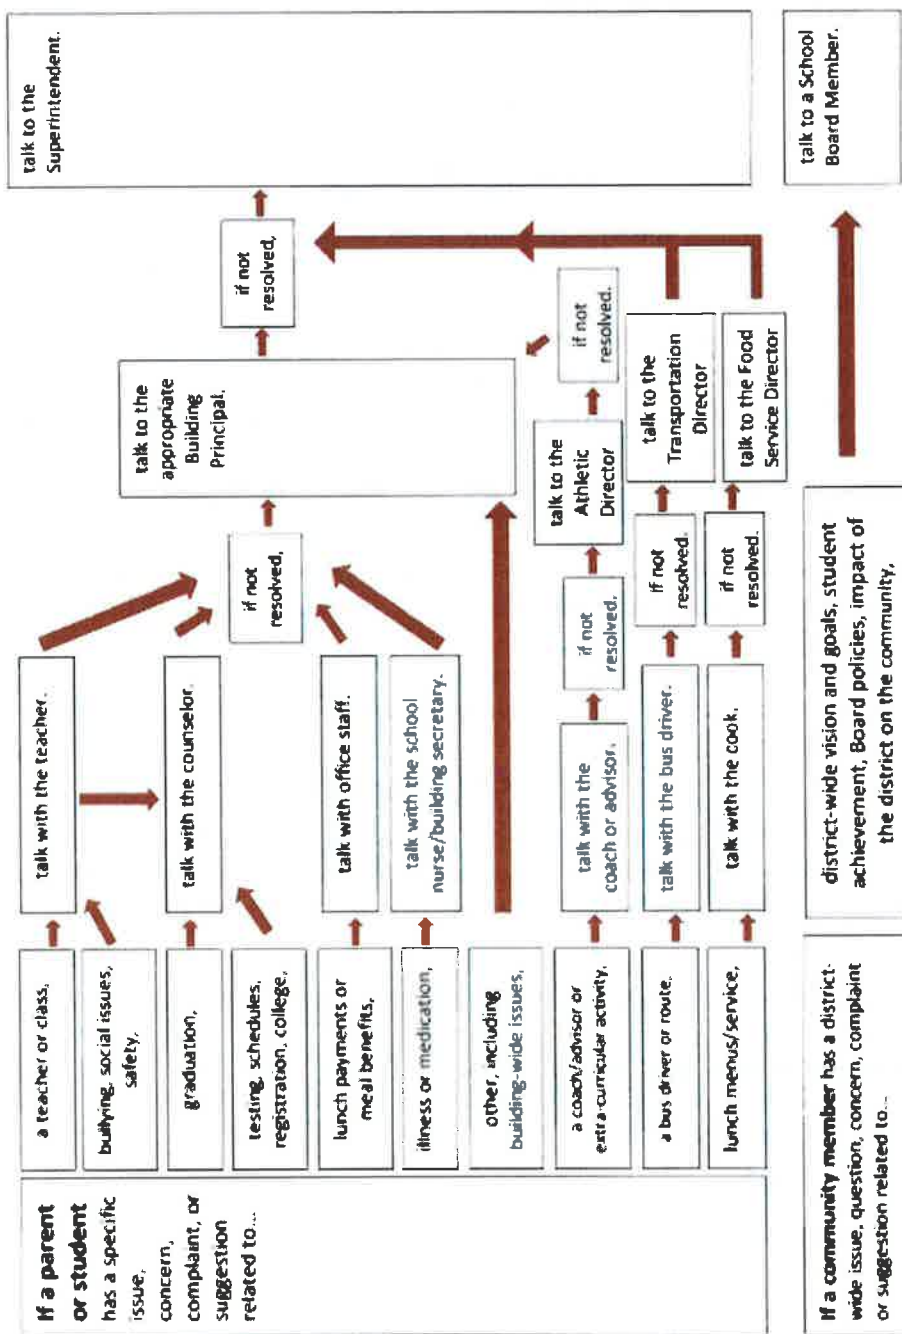 If a parent
or student
has a specific
issue,
concern,
complaint, or
suggestion
related to...
a teacher or class,
bullying, social issues,
safety,
graduation,
testing, schedules,
registration, college,
lunch payments or
meal benefits,
illness or medication,
other, including
building-wide issues,
a coach/advisor or
extra-curricular activity,
a bus driver or route.
lunch menus/service,
talk with the teacher.
talk with the counselor.
talk with office staff.
talk with the school
nurse/building secretary.
talk with the
coach or advisor.
talk with the bus driver.
talk with the cook.
if not
resolved,
if not
resolved.
if not
resolved.
if not
resolved.
talk to the
appropriate
Building
Principal.
talk to the
Athletic
Director
if not
resolved.
talk to the
Transportation
Director
talk to the Food
Service Director
if not
resolved,
talk to the
Superintendent.
If a community member has a district-
wide issue, question, concern, complaint
or suggestion related to...
district-wide vision and goals, student
achievement, Board policies, impact of
the district on the community,
talk to a School
Board Member.